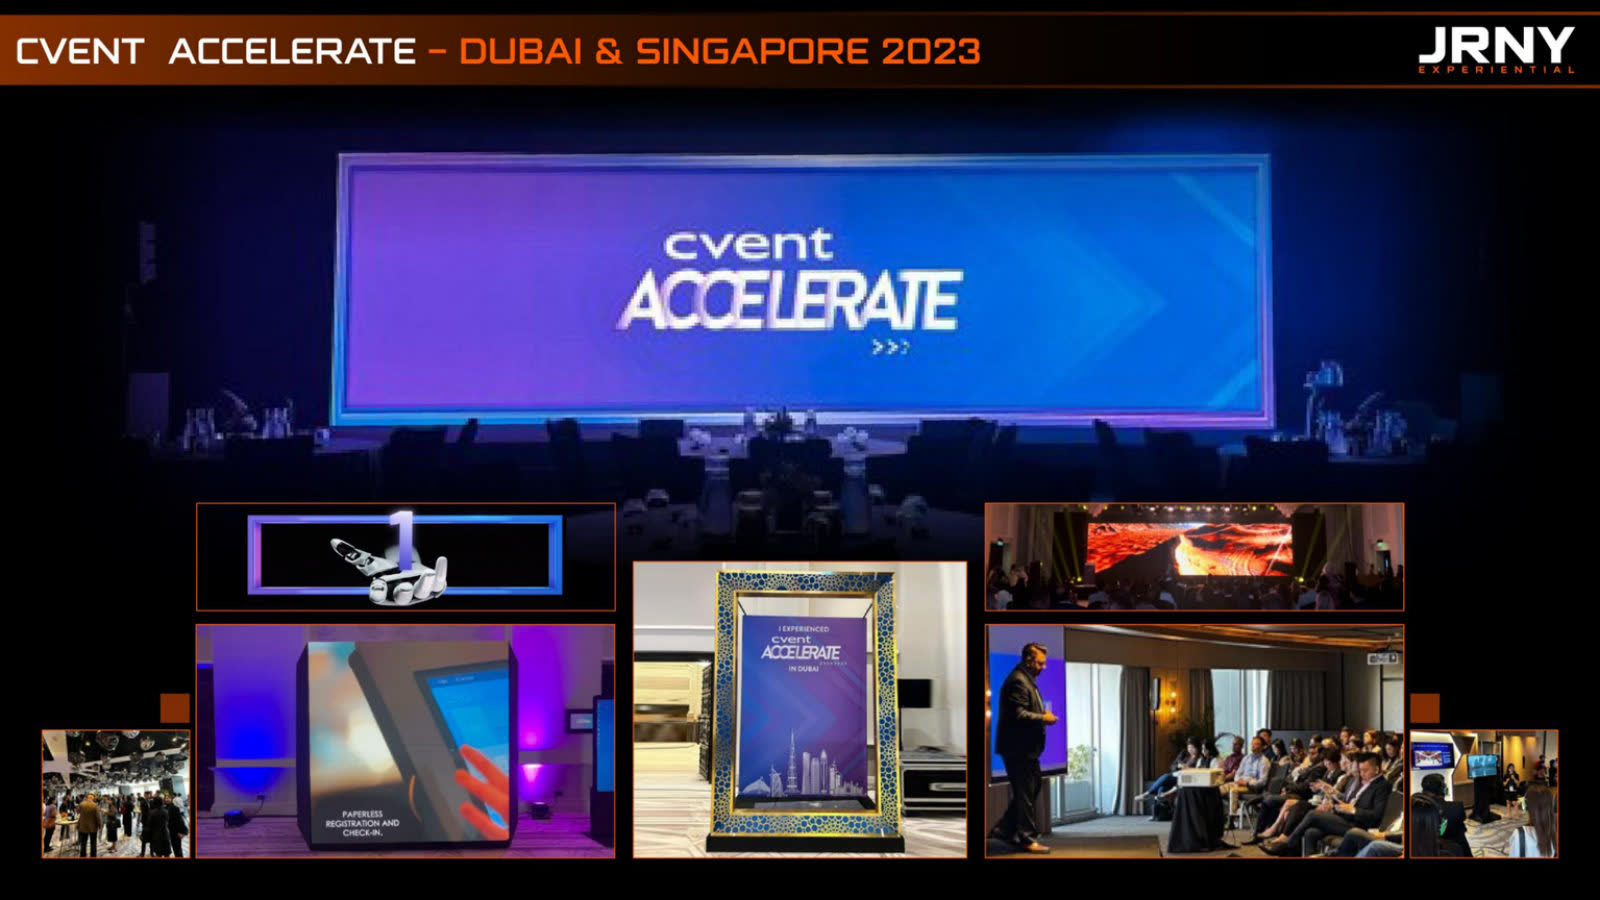 CVENT ACCELERATE – DUBAI & SINGAPORE 2023
JRNY
EXPERIENTIAL
cvent
ACCELERATE
>>>
1
I EXPERIENCED
cvent
ACCELERATE
IN DUBAI
PAPERLESS
REGISTRATION AND
CHECK-IN.